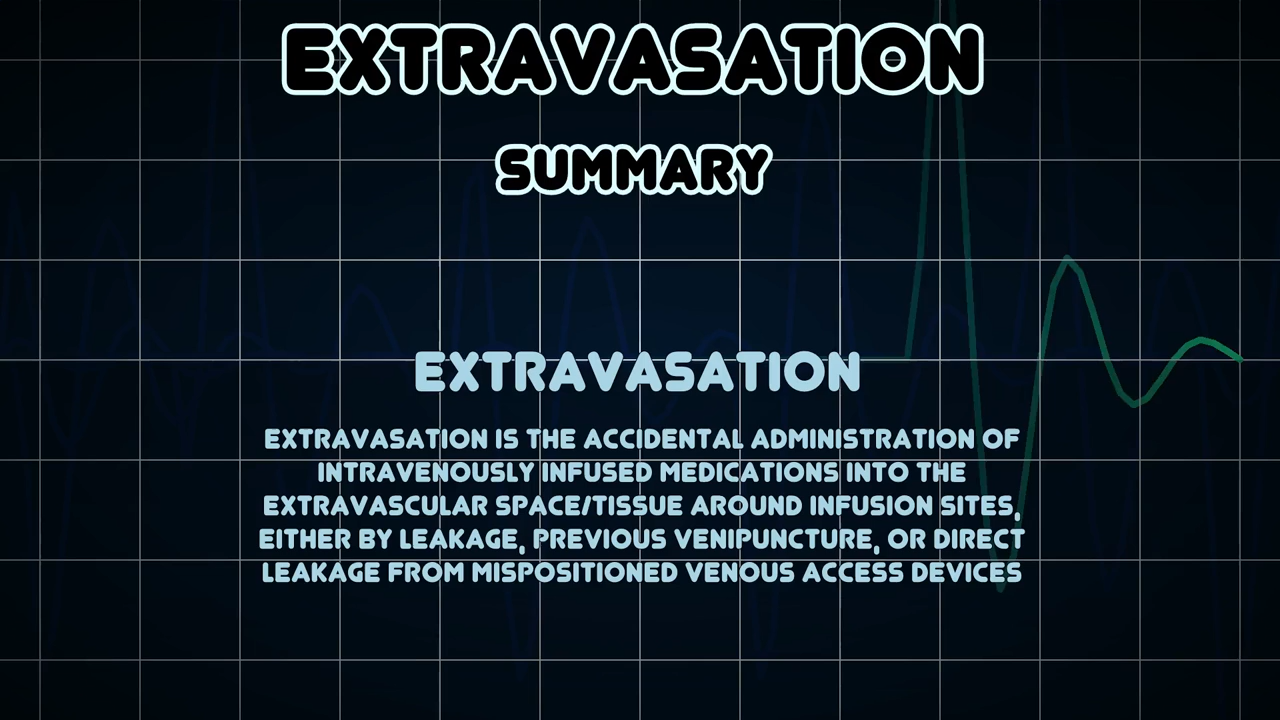 EXTRAVASATION
SUMMARY
EXTRAVASATION
EXTRAVASATION IS THE ACCIDENTAL ADMINISTRATION OF
INTRAVENOUSLY INFUSED MEDICATIONS INTO THE
EXTRAVASCULAR SPACE/TISSUE AROUND INFUSION SITES,
EITHER BY LEAKAGE, PREVIOUS VENIPUNCTURE, OR DIRECT
LEAKAGE FROM MISPOSITIONED VENOUS ACCESS DEVICES